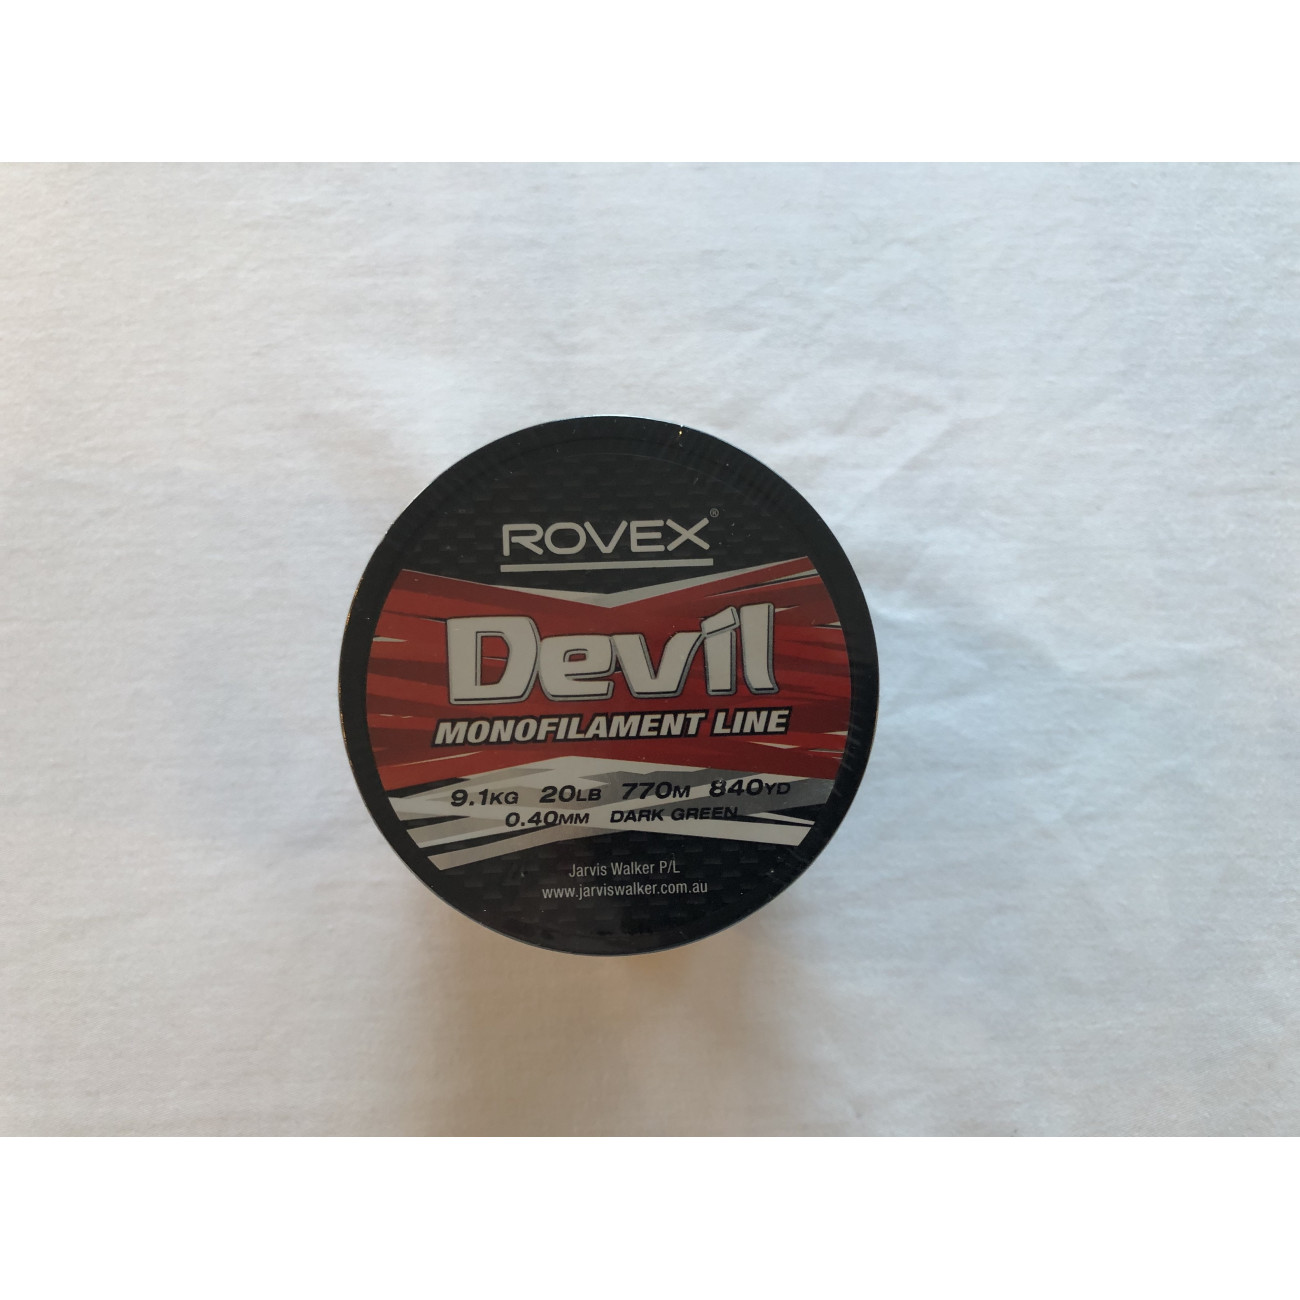 ROVEX®
Devil
MONOFILAMENT LINE
9.1KG 20LB 770M 840YD
0.40MM DARK GREEN
Jarvis Walker P/L
www.jarviswalker.com.au